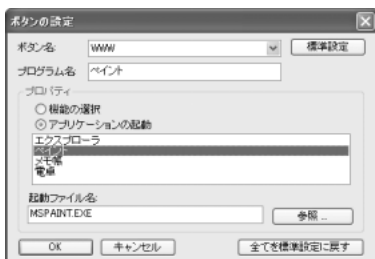 ボタンの設定
ボタン名: WWW 標準設定
プログラム名 ペイント
プロパティ
機能の選択
アプリケーションの起動
エクスプローラ
ペイント
メモ帳
電卓
起動ファイル名:
MSPAINT.EXE 参照 ...
OK キャンセル 全てを標準設定に戻す